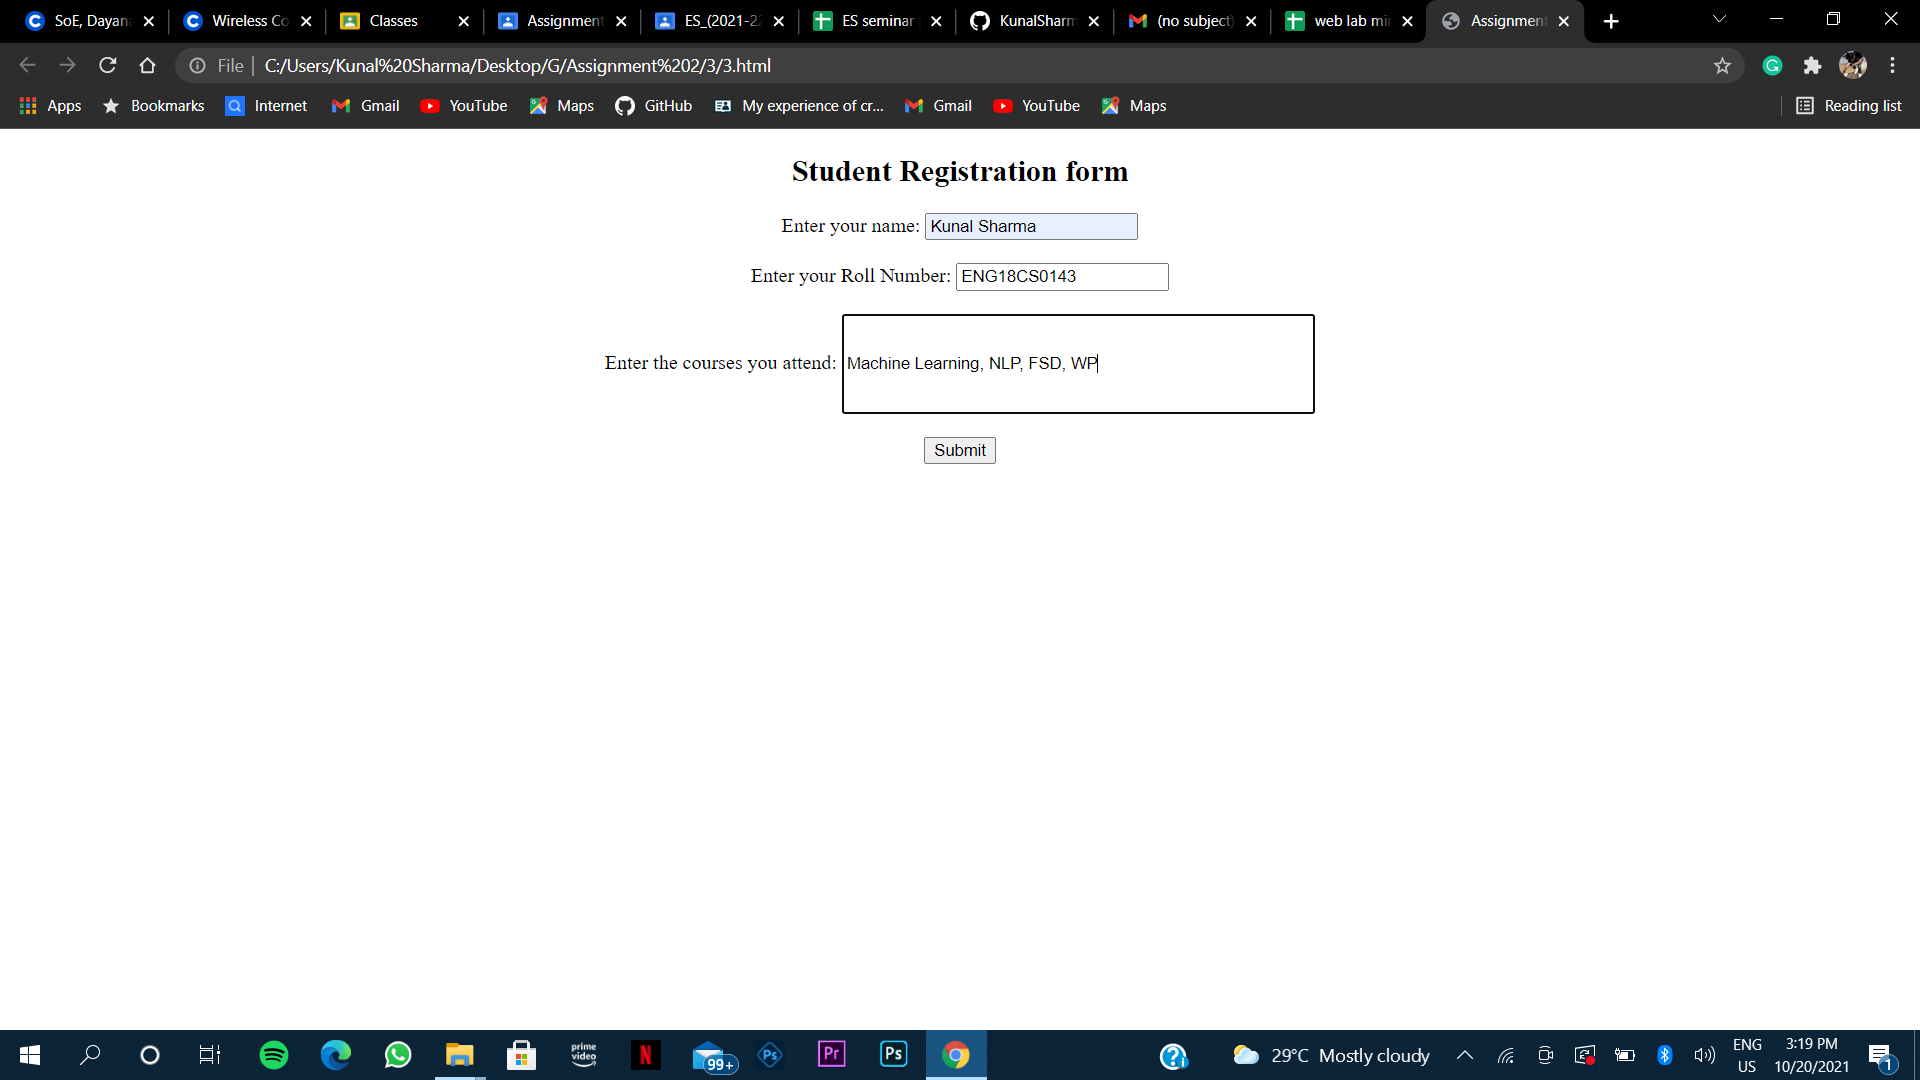 SoE, Dayan
Wireless Co
Classes
Assignment
ES_(2021-22
ES seminar
KunalSharm
(no subject)
web lab mi
Assignment
File
C:/Users/Kunal%20Sharma/Desktop/G/Assignment%202/3/3.html
Apps
Bookmarks
Internet
Gmail
YouTube
Maps
GitHub
My experience of cr...
Gmail
YouTube
Maps
Reading list
Student Registration form
Enter your name: Kunal Sharma
Enter your Roll Number: ENG18CS0143
Enter the courses you attend: Machine Learning, NLP, FSD, WP
Submit
prime video
N
99+
Ps
Pr
Ps
29°C Mostly cloudy
ENG
US
3:19 PM
10/20/2021
1